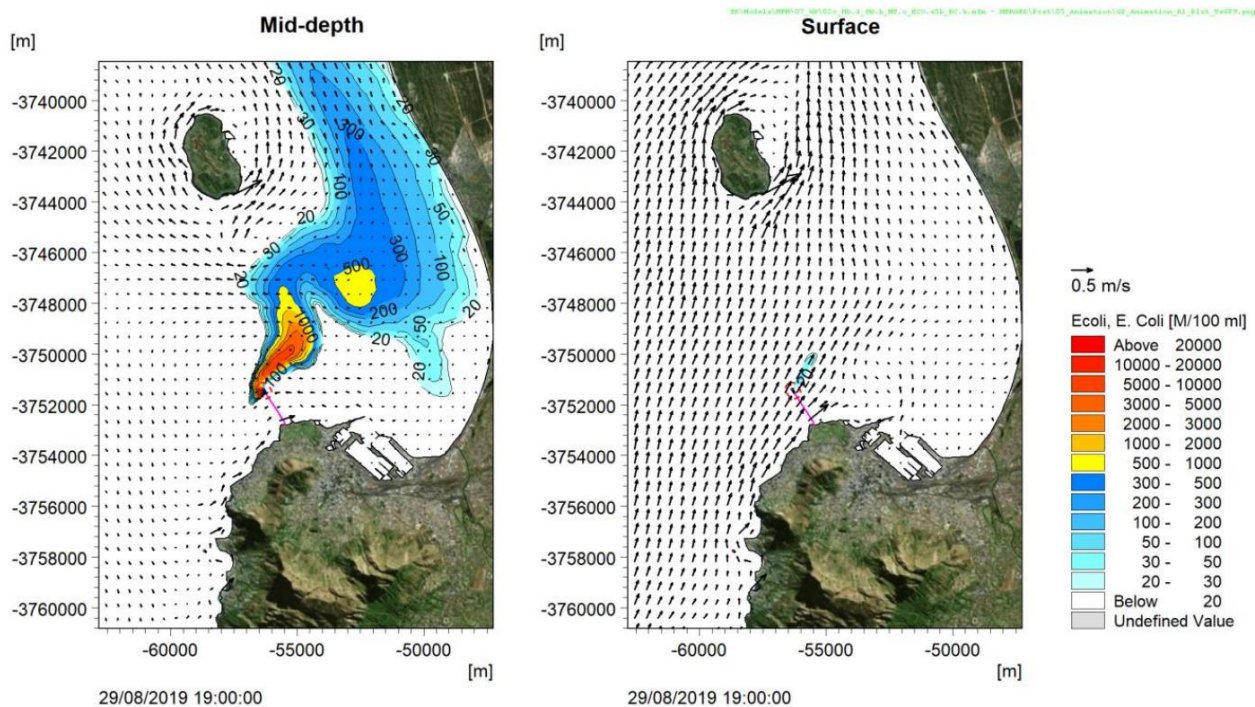 Mid-depth
Surface
[m]
[m]
-3740000
-3742000
-3744000
-3746000
-3748000
-3750000
-3752000
-3754000
-3756000
-3758000
-3760000
-60000
-55000
-50000
[m]
29/08/2019 19:00:00
20
30
300
20
30
100
50
20
30
20
300
100
500
200
1000
20
50
20
20
100
-3740000
-3742000
-3744000
-3746000
-3748000
-3750000
-3752000
-3754000
-3756000
-3758000
-3760000
-60000
-55000
-50000
[m]
29/08/2019 19:00:00
20
0.5 m/s
Ecoli, E. Coli [M/100 ml]
Above 20000
10000 - 20000
5000 - 10000
3000 - 5000
2000 - 3000
1000 - 2000
500 - 1000
300 - 500
200 - 300
100 - 200
50 - 100
30 - 50
20 - 30
Below 20
Undefined Value